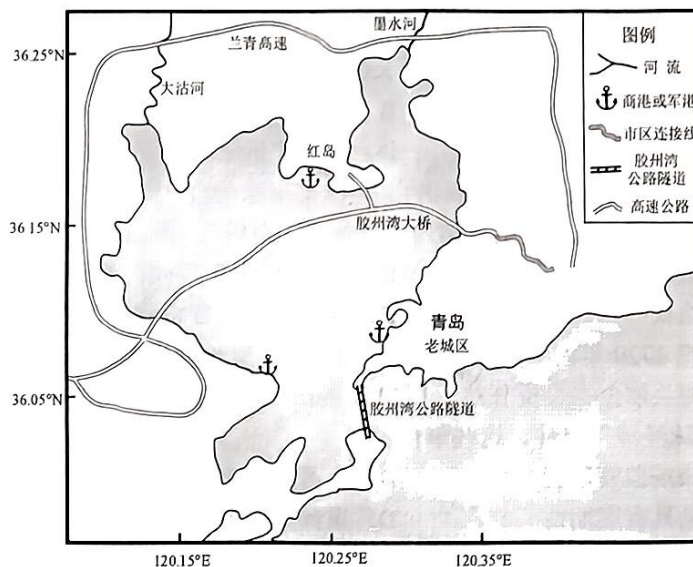 墨水河
36.25°N
兰青高速
大沽河
红岛
36.15°N
胶州湾大桥
青岛
老城区
36.05°N
胶州湾公路隧道
120.15°E
120.25°E
120.35°E
图例
河流
商港或军港
市区连接线
胶州湾
公路隧道
高速公路